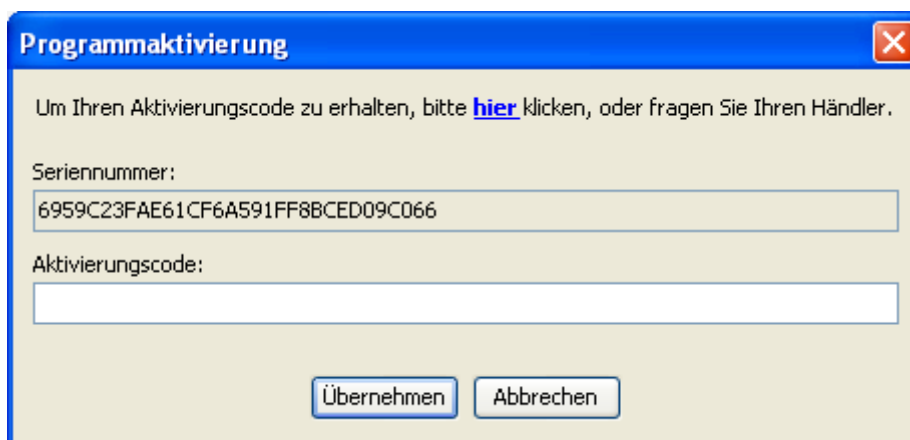 Programmaktivierung
Um Ihren Aktivierungscode zu erhalten, bitte hier klicken, oder fragen Sie Ihren Händler.
Seriennummer:
6959C23FAE61CF6A591FF8BCED09C066
Aktivierungscode:
Übernehmen Abbrechen